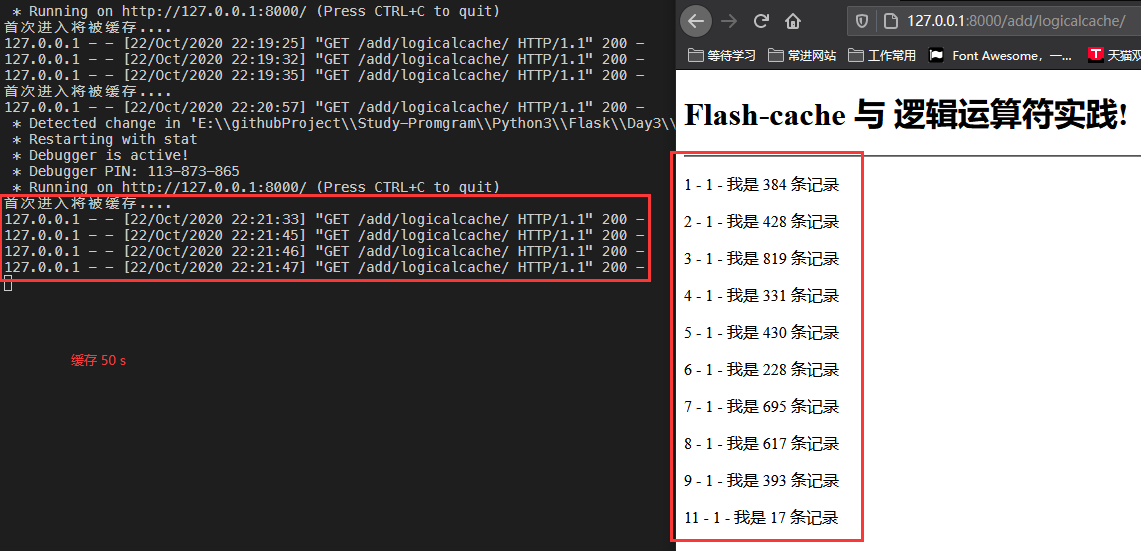 * Running on http://127.0.0.1:8000/ (Press CTRL+C to quit)
首次进入将被缓存....
127.0.0.1 - - [22/Oct/2020 22:19:25] "GET /add/logicalcache/ HTTP/1.1" 200 -
127.0.0.1 - - [22/Oct/2020 22:19:32] "GET /add/logicalcache/ HTTP/1.1" 200 -
127.0.0.1 - - [22/Oct/2020 22:19:35] "GET /add/logicalcache/ HTTP/1.1" 200 -
首次进入将被缓存....
127.0.0.1 - - [22/Oct/2020 22:20:57] "GET /add/logicalcache/ HTTP/1.1" 200 -
* Detected change in 'E:\\githubProject\\Study-Promgram\\Python3\\Flask\\Day3\\
* Restarting with stat
* Debugger is active!
* Debugger PIN: 113-873-865
* Running on http://127.0.0.1:8000/ (Press CTRL+C to quit)
首次进入将被缓存....
127.0.0.1 - - [22/Oct/2020 22:21:33] "GET /add/logicalcache/ HTTP/1.1" 200 -
127.0.0.1 - - [22/Oct/2020 22:21:45] "GET /add/logicalcache/ HTTP/1.1" 200 -
127.0.0.1 - - [22/Oct/2020 22:21:46] "GET /add/logicalcache/ HTTP/1.1" 200 -
127.0.0.1 - - [22/Oct/2020 22:21:47] "GET /add/logicalcache/ HTTP/1.1" 200 -
缓存 50 s
127.0.0.1:8000/add/logicalcache/
等待学习 常进网站 工作常用 Font Awesome，一... T 天猫双
Flash-cache 与 逻辑运算符实践!
1 - 1 - 我是 384 条记录
2 - 1 - 我是 428 条记录
3 - 1 - 我是 819 条记录
4 - 1 - 我是 331 条记录
5 - 1 - 我是 430 条记录
6 - 1 - 我是 228 条记录
7 - 1 - 我是 695 条记录
8 - 1 - 我是 617 条记录
9 - 1 - 我是 393 条记录
11 - 1 - 我是 17 条记录